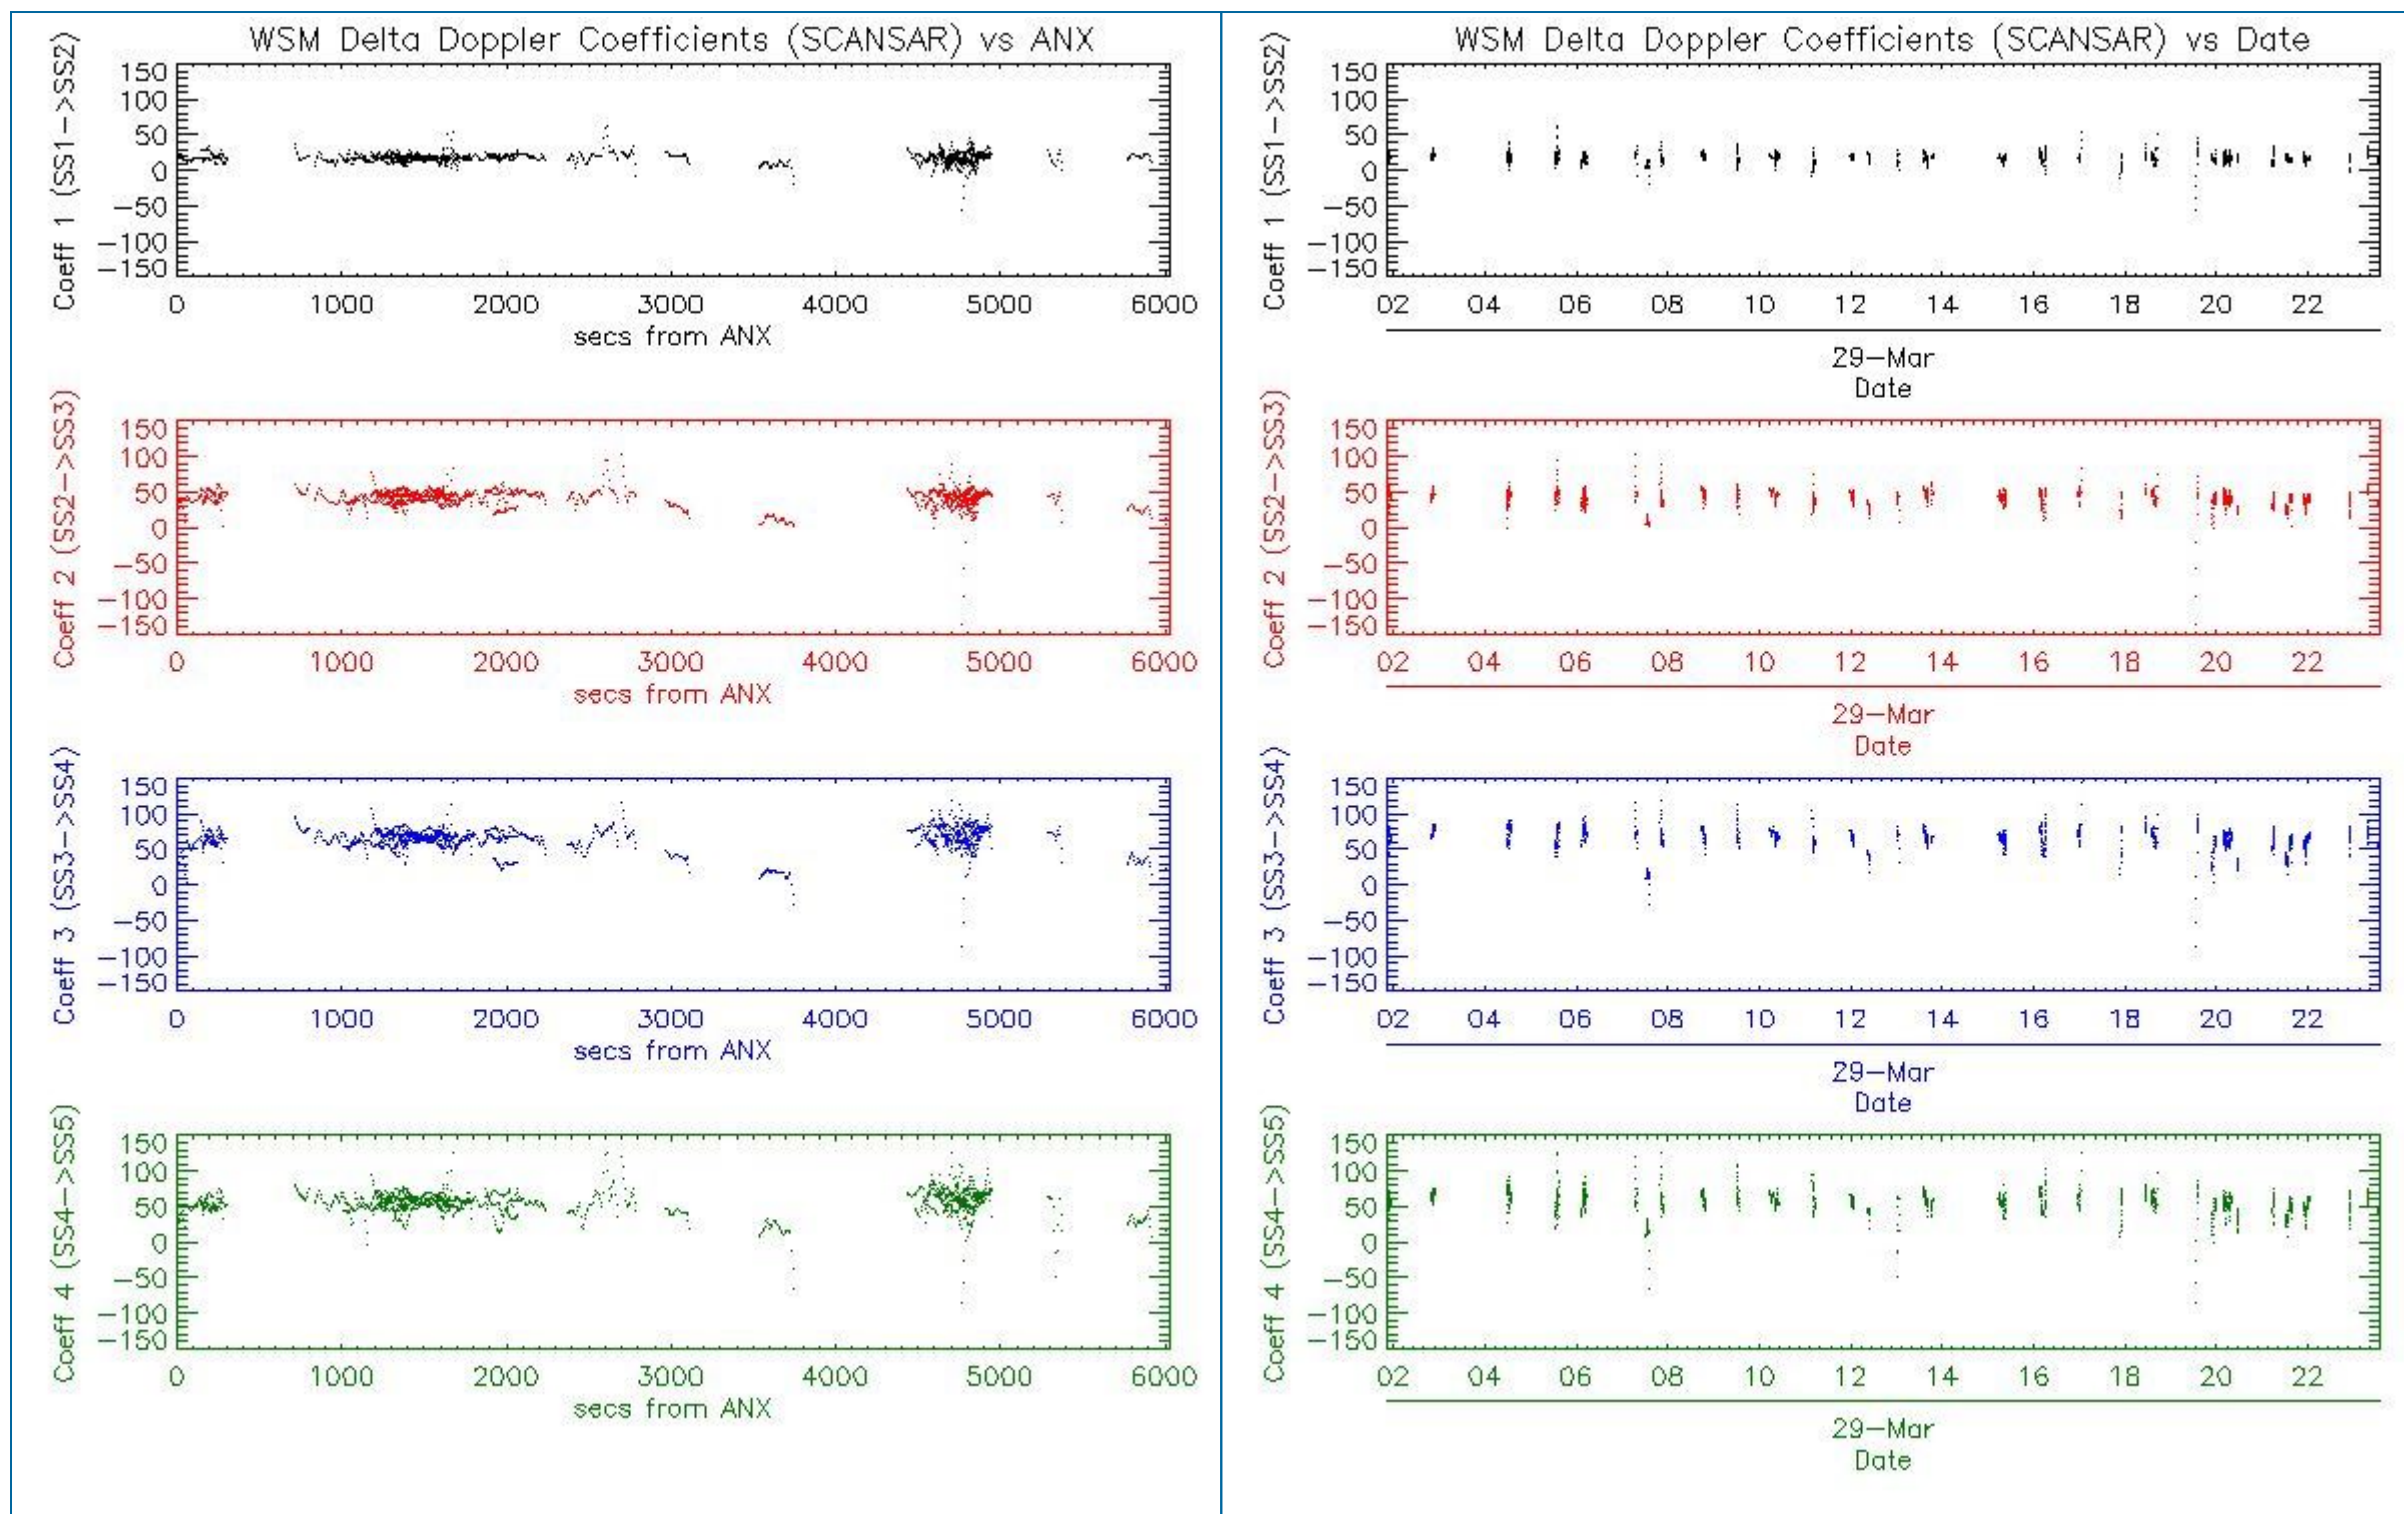 WSM Delta Doppler Coefficients (SCANSAR) vs ANX
Coeff 1 (SS1->SS2)
150
100
50
0
-50
-100
-150
0 1000 2000 3000 4000 5000 6000
secs from ANX
Coeff 2 (SS2->SS3)
150
100
50
0
-50
-100
-150
0 1000 2000 3000 4000 5000 6000
secs from ANX
Coeff 3 (SS3->SS4)
150
100
50
0
-50
-100
-150
0 1000 2000 3000 4000 5000 6000
secs from ANX
Coeff 4 (SS4->SS5)
150
100
50
0
-50
-100
-150
0 1000 2000 3000 4000 5000 6000
secs from ANX
WSM Delta Doppler Coefficients (SCANSAR) vs Date
Coeff 1 (SS1->SS2)
150
100
50
0
-50
-100
-150
02 04 06 08 10 12 14 16 18 20 22
29-Mar
Date
Coeff 2 (SS2->SS3)
150
100
50
0
-50
-100
-150
02 04 06 08 10 12 14 16 18 20 22
29-Mar
Date
Coeff 3 (SS3->SS4)
150
100
50
0
-50
-100
-150
02 04 06 08 10 12 14 16 18 20 22
29-Mar
Date
Coeff 4 (SS4->SS5)
150
100
50
0
-50
-100
-150
02 04 06 08 10 12 14 16 18 20 22
29-Mar
Date